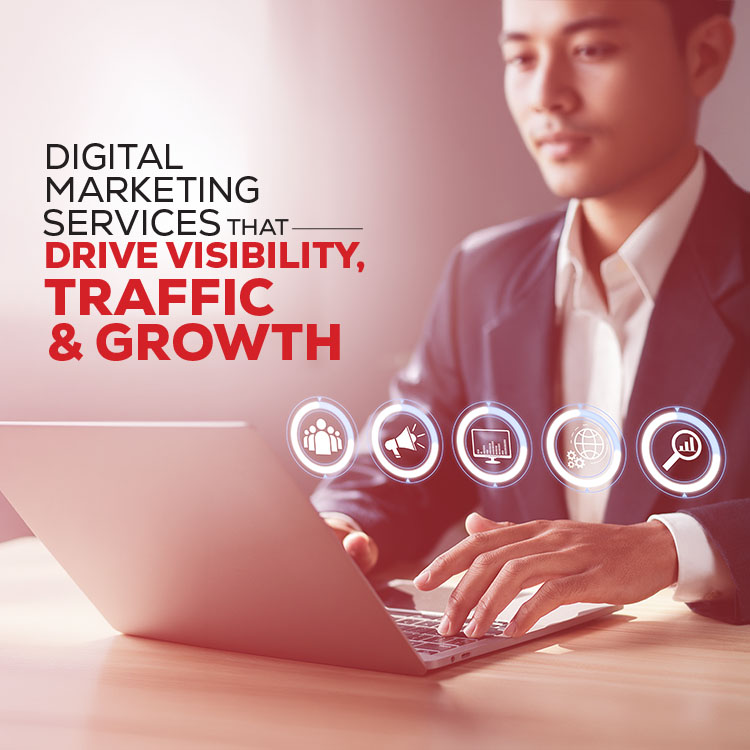 DIGITAL
MARKETING
SERVICES THAT
DRIVE VISIBILITY,
TRAFFIC
& GROWTH